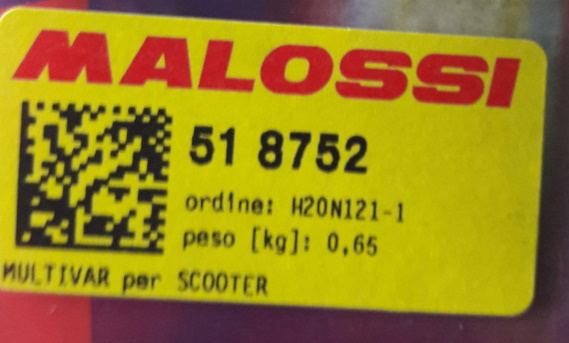 MALOSSI
51 8752
ordine: H20N121-1
peso [kg]: 0,65
MULTIVAR per SCOOTER